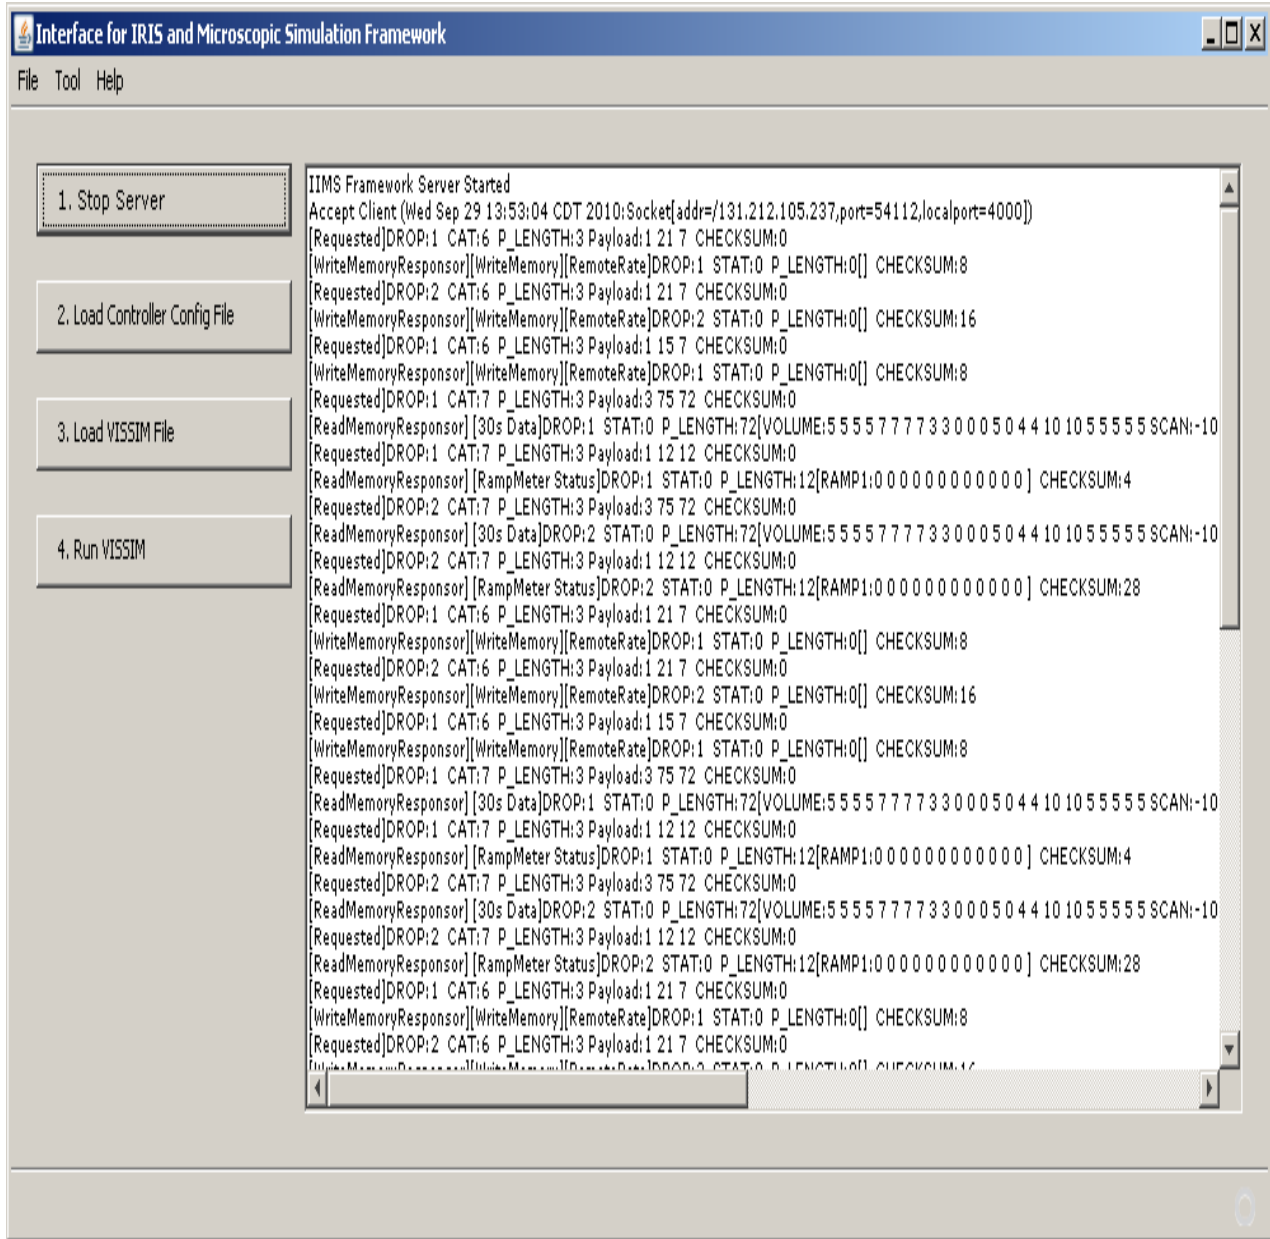 Interface for IRIS and Microscopic Simulation Framework
File Tool Help
1. Stop Server
2. Load Controller Config File
3. Load VISSIM File
4. Run VISSIM
IIMS Framework Server Started
Accept Client (Wed Sep 29 13:53:04 CDT 2010:Socket[addr=/131.212.105.237,port=54112,localport=4000])
[Requested]DROP:1 CAT:6 P_LENGTH:3 Payload:1 21 7 CHECKSUM:0
[WriteMemoryResponsor][WriteMemory][RemoteRate]DROP:1 STAT:0 P_LENGTH:0[] CHECKSUM:8
[Requested]DROP:2 CAT:6 P_LENGTH:3 Payload:1 21 7 CHECKSUM:0
[WriteMemoryResponsor][WriteMemory][RemoteRate]DROP:2 STAT:0 P_LENGTH:0[] CHECKSUM:16
[Requested]DROP:1 CAT:6 P_LENGTH:3 Payload:1 15 7 CHECKSUM:0
[WriteMemoryResponsor][WriteMemory][RemoteRate]DROP:1 STAT:0 P_LENGTH:0[] CHECKSUM:8
[Requested]DROP:1 CAT:7 P_LENGTH:3 Payload:3 75 72 CHECKSUM:0
[ReadMemoryResponsor] [30s Data]DROP:1 STAT:0 P_LENGTH:72[VOLUME:5 5 5 5 7 7 7 7 3 3 0 0 0 5 0 4 4 10 10 5 5 5 5 5 SCAN:-10
[Requested]DROP:1 CAT:7 P_LENGTH:3 Payload:1 12 12 CHECKSUM:0
[ReadMemoryResponsor] [RampMeter Status]DROP:1 STAT:0 P_LENGTH:12[RAMP1:0 0 0 0 0 0 0 0 0 0 0 0 ] CHECKSUM:4
[Requested]DROP:2 CAT:7 P_LENGTH:3 Payload:3 75 72 CHECKSUM:0
[ReadMemoryResponsor] [30s Data]DROP:2 STAT:0 P_LENGTH:72[VOLUME:5 5 5 5 7 7 7 7 3 3 0 0 0 5 0 4 4 10 10 5 5 5 5 5 SCAN:-10
[Requested]DROP:2 CAT:7 P_LENGTH:3 Payload:1 12 12 CHECKSUM:0
[ReadMemoryResponsor] [RampMeter Status]DROP:2 STAT:0 P_LENGTH:12[RAMP1:0 0 0 0 0 0 0 0 0 0 0 0 ] CHECKSUM:28
[Requested]DROP:1 CAT:6 P_LENGTH:3 Payload:1 21 7 CHECKSUM:0
[WriteMemoryResponsor][WriteMemory][RemoteRate]DROP:1 STAT:0 P_LENGTH:0[] CHECKSUM:8
[Requested]DROP:2 CAT:6 P_LENGTH:3 Payload:1 21 7 CHECKSUM:0
[WriteMemoryResponsor][WriteMemory][RemoteRate]DROP:2 STAT:0 P_LENGTH:0[] CHECKSUM:16
[Requested]DROP:1 CAT:6 P_LENGTH:3 Payload:1 15 7 CHECKSUM:0
[WriteMemoryResponsor][WriteMemory][RemoteRate]DROP:1 STAT:0 P_LENGTH:0[] CHECKSUM:8
[Requested]DROP:1 CAT:7 P_LENGTH:3 Payload:3 75 72 CHECKSUM:0
[ReadMemoryResponsor] [30s Data]DROP:1 STAT:0 P_LENGTH:72[VOLUME:5 5 5 5 7 7 7 7 3 3 0 0 0 5 0 4 4 10 10 5 5 5 5 5 SCAN:-10
[Requested]DROP:1 CAT:7 P_LENGTH:3 Payload:1 12 12 CHECKSUM:0
[ReadMemoryResponsor] [RampMeter Status]DROP:1 STAT:0 P_LENGTH:12[RAMP1:0 0 0 0 0 0 0 0 0 0 0 0 ] CHECKSUM:4
[Requested]DROP:2 CAT:7 P_LENGTH:3 Payload:3 75 72 CHECKSUM:0
[ReadMemoryResponsor] [30s Data]DROP:2 STAT:0 P_LENGTH:72[VOLUME:5 5 5 5 7 7 7 7 3 3 0 0 0 5 0 4 4 10 10 5 5 5 5 5 SCAN:-10
[Requested]DROP:2 CAT:7 P_LENGTH:3 Payload:1 12 12 CHECKSUM:0
[ReadMemoryResponsor] [RampMeter Status]DROP:2 STAT:0 P_LENGTH:12[RAMP1:0 0 0 0 0 0 0 0 0 0 0 0 ] CHECKSUM:28
[Requested]DROP:1 CAT:6 P_LENGTH:3 Payload:1 21 7 CHECKSUM:0
[WriteMemoryResponsor][WriteMemory][RemoteRate]DROP:1 STAT:0 P_LENGTH:0[] CHECKSUM:8
[Requested]DROP:2 CAT:6 P_LENGTH:3 Payload:1 21 7 CHECKSUM:0
[WriteMemoryResponsor][WriteMemory][RemoteRate]DROP:2 STAT:0 P_LENGTH:0[] CHECKSUM:16